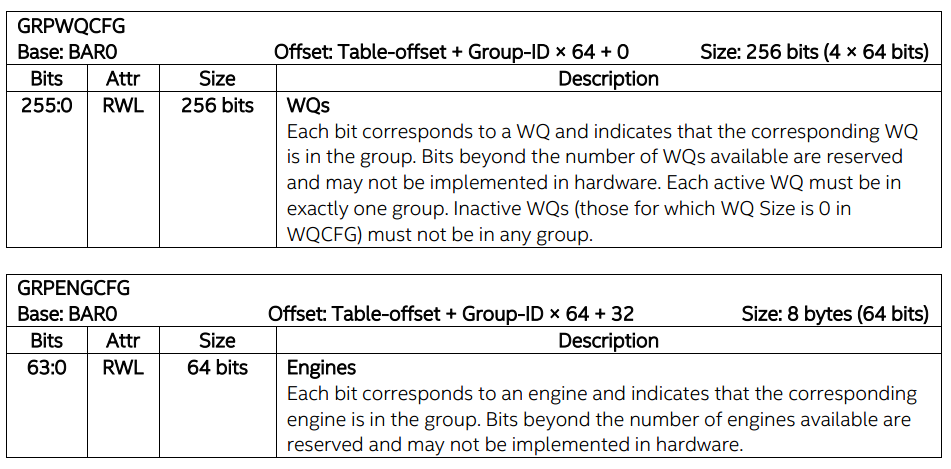 GRPWQCFG
Base: BAR0 Offset: Table-offset + Group-ID × 64 + 0 Size: 256 bits (4 × 64 bits)
Bits Attr Size Description
255:0 RWL 256 bits WQs
Each bit corresponds to a WQ and indicates that the corresponding WQ
is in the group. Bits beyond the number of WQs available are reserved
and may not be implemented in hardware. Each active WQ must be in
exactly one group. Inactive WQs (those for which WQ Size is 0 in
WQCFG) must not be in any group.
GRPENGCFG
Base: BAR0 Offset: Table-offset + Group-ID × 64 + 32 Size: 8 bytes (64 bits)
Bits Attr Size Description
63:0 RWL 64 bits Engines
Each bit corresponds to an engine and indicates that the corresponding
engine is in the group. Bits beyond the number of engines available are
reserved and may not be implemented in hardware.